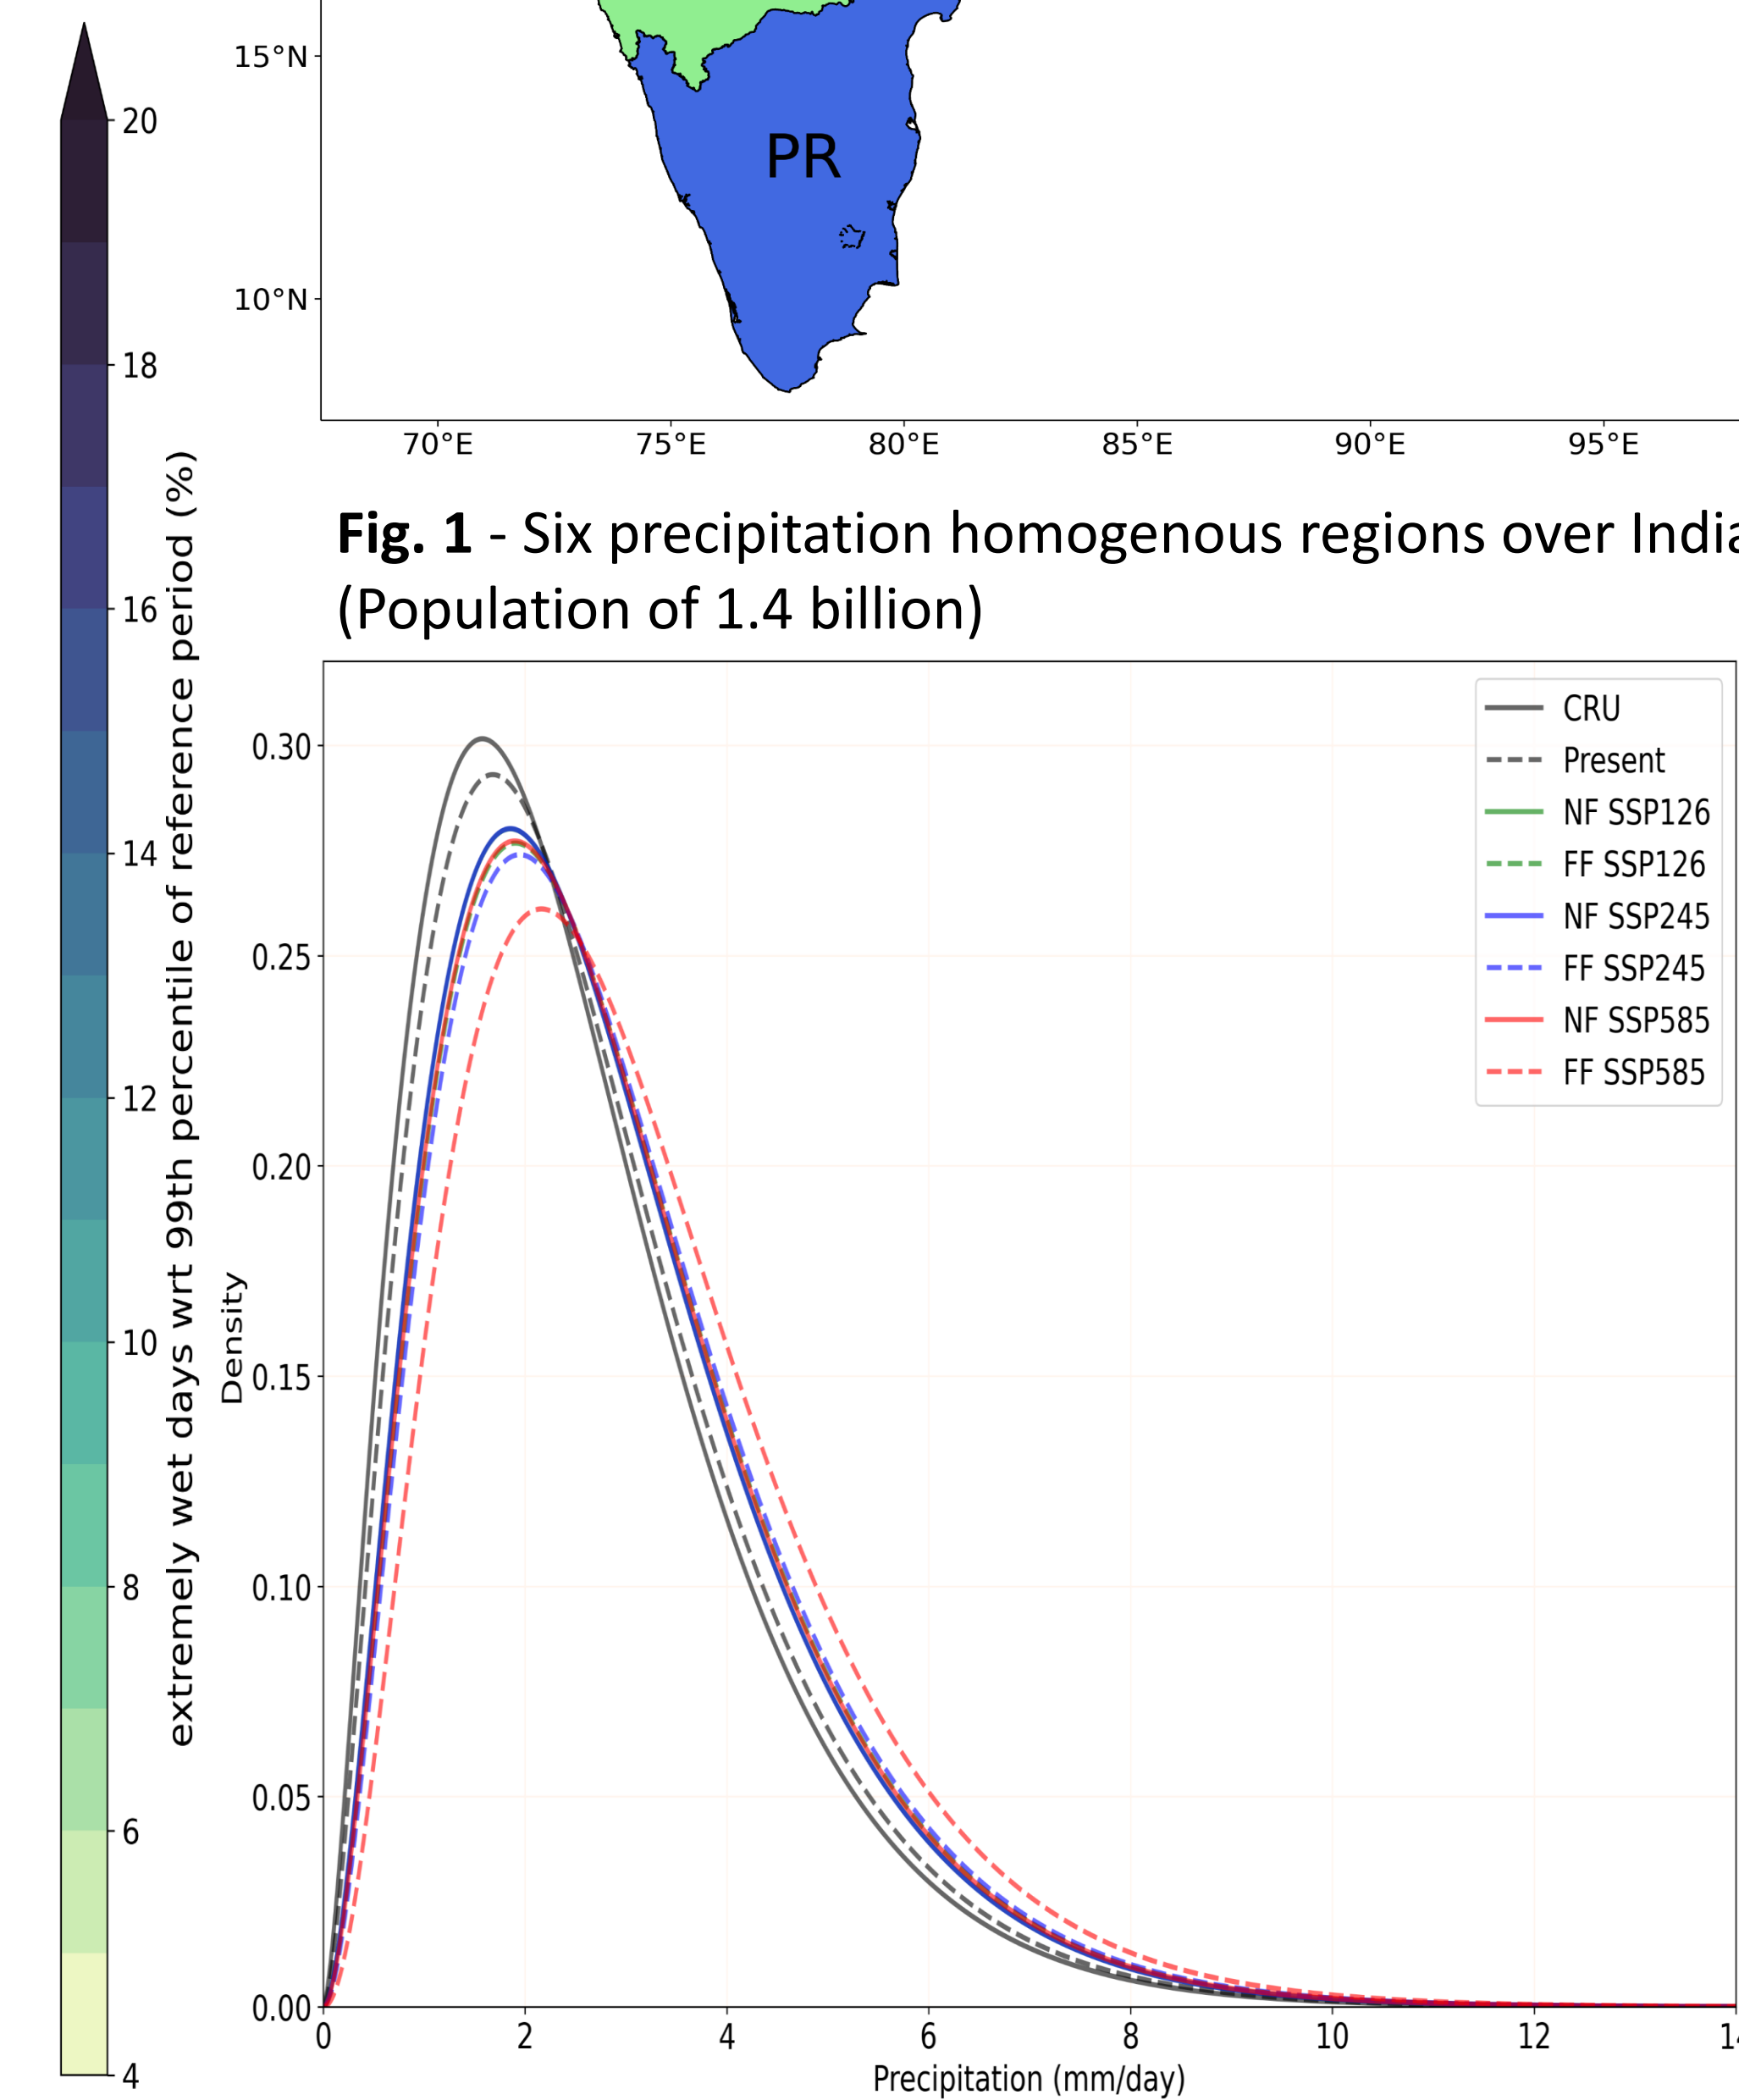 20
18
16
14
12
10
8
6
4
extremely wet days wrt 99th percentile of reference period (%)
15°N
10°N
PR
70°E 75°E 80°E 85°E 90°E 95°E
Fig. 1 - Six precipitation homogenous regions over India
(Population of 1.4 billion)
CRU
Present
NF SSP126
FF SSP126
NF SSP245
FF SSP245
NF SSP585
FF SSP585
0.30
0.25
0.20
0.15
0.10
0.05
0.00
Density
0 2 4 6 8 10 12 14
Precipitation (mm/day)